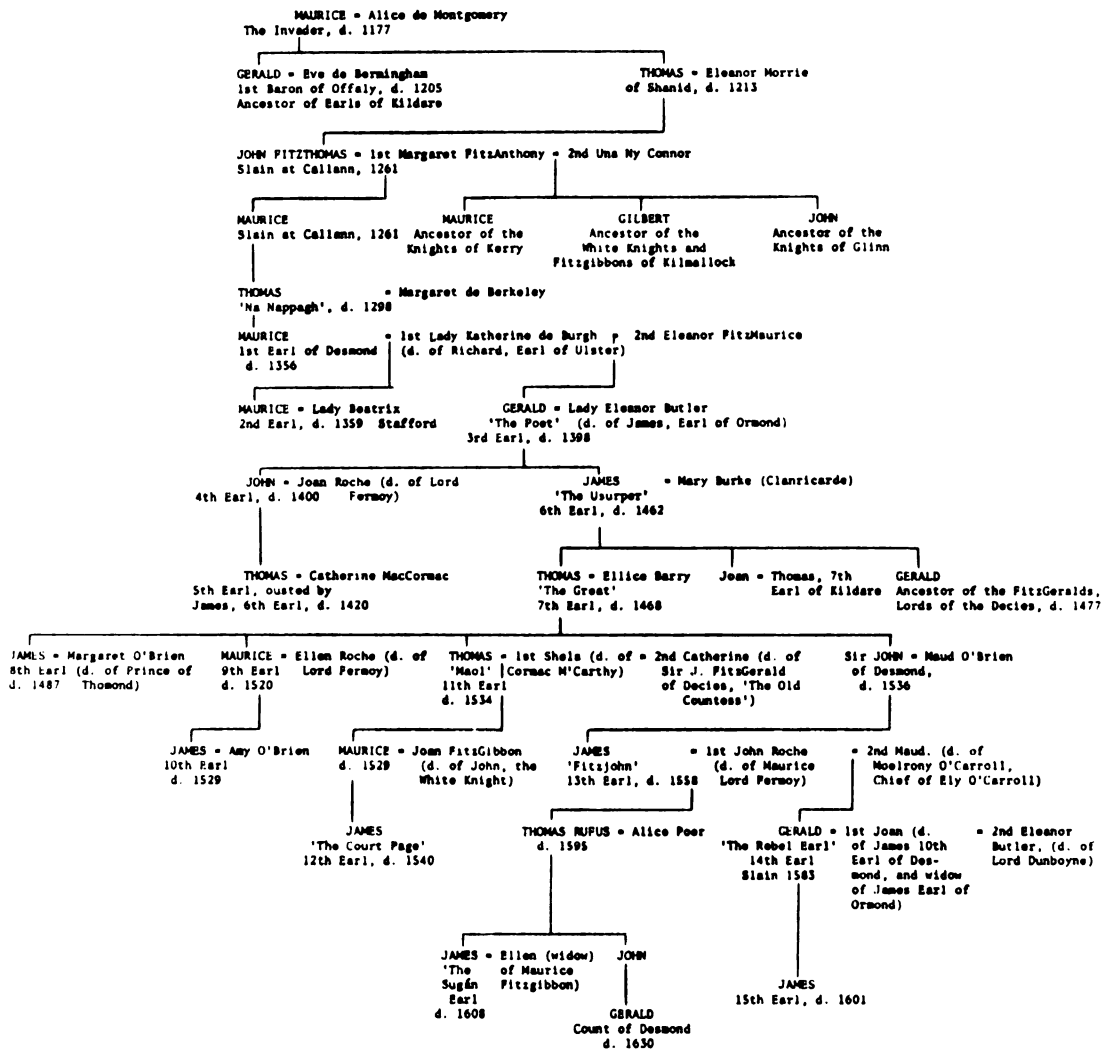 MAURICE = Alice de Montgomery
The Invader, d. 1177
GERALD = Eve de Bermingham
1st Baron of Offaly, d. 1205
Ancestor of Earls of Kildare
THOMAS = Eleanor Morrie
of Shanid, d. 1213
JOHN FITZTHOMAS = 1st Margaret FitzAnthony = 2nd Una Ny Connor
Slain at Callann, 1261
MAURICE
Slain at Callann, 1261
MAURICE
Ancestor of the
Knights of Kerry
GILBERT
Ancestor of the
White Knights and
Fitzgibbons of Kilmallock
JOHN
Ancestor of the
Knights of Glinn
THOMAS = Margaret de Berkeley
'Na Nappagh', d. 1298
MAURICE = 1st Lady Katherine de Burgh = 2nd Eleanor FitzMaurice
1st Earl of Desmond (d. of Richard, Earl of Ulster)
d. 1356
MAURICE = Lady Beatrix
2nd Earl, d. 1359 Stafford
GERALD = Lady Eleanor Butler
'The Poet' (d. of James, Earl of Ormond)
3rd Earl, d. 1398
JOHN = Joan Roche (d. of Lord
4th Earl, d. 1400 Fermoy)
JAMES = Mary Burke (Clanricarde)
'The Usurper'
6th Earl, d. 1462
THOMAS = Catherine MacCormac
5th Earl, ousted by
James, 6th Earl, d. 1420
THOMAS = Ellice Barry
'The Great'
7th Earl, d. 1468
Joan = Thomas, 7th
Earl of Kildare
GERALD
Ancestor of the FitzGeralds,
Lords of the Decies, d. 1477
JAMES = Margaret O'Brien
8th Earl (d. of Prince of
d. 1487 Thomond)
MAURICE = Ellen Roche (d. of
9th Earl Lord Fermoy)
d. 1520
THOMAS = 1st Shels (d. of = 2nd Catherine (d. of
'Maol' Cormac M'Carthy) Sir J. FitzGerald
11th Earl of Decies, 'The Old
d. 1534 Countess')
Sir JOHN = Maud O'Brien
of Desmond,
d. 1536
JAMES = Amy O'Brien
10th Earl
d. 1529
MAURICE = Joan FitzGibbon
d. 1529 (d. of John, the
White Knight)
JAMES = 1st John Roche = 2nd Maud. (d. of
'Fitzjohn' (d. of Maurice Moelrony O'Carroll,
13th Earl, d. 1558 Lord Fermoy) Chief of Ely O'Carroll)
JAMES
'The Court Page'
12th Earl, d. 1540
THOMAS RUFUS = Alice Poer
d. 1595
GERALD = 1st Joan (d. = 2nd Eleanor
'The Rebel Earl' of James 10th Butler, (d. of
14th Earl Earl of Des- Lord Dunboyne)
Slain 1583 mond, and widow
of James Earl of
Ormond)
JAMES = Ellen (widow)
'The of Maurice
Sugán Fitzgibbon)
Earl
d. 1608
JOHN
GERALD
Count of Desmond
d. 1630
JAMES
15th Earl, d. 1601